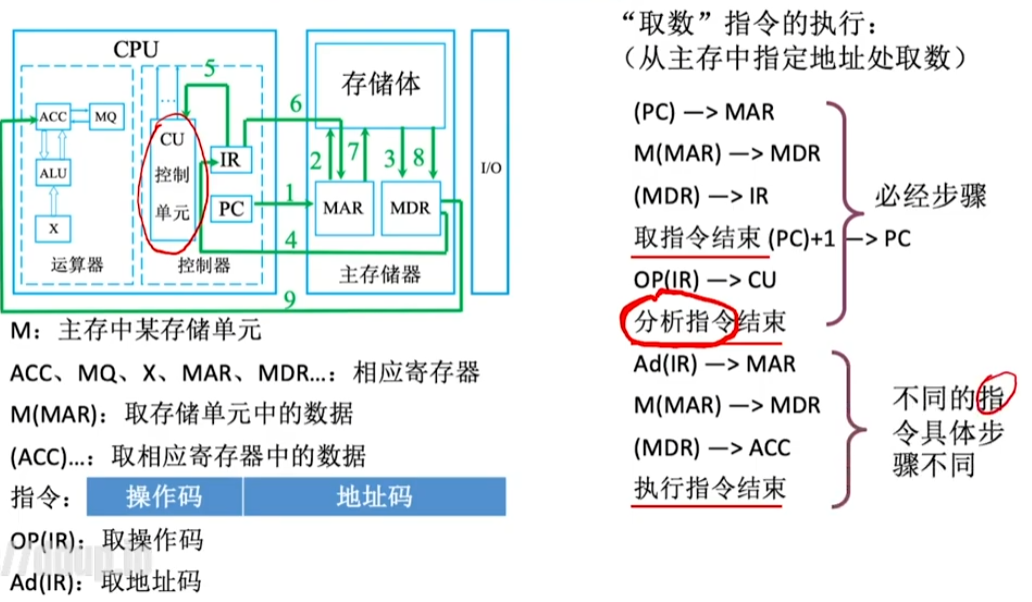 CPU
ACC
MQ
ALU
X
运算器
5
CU
控制
单元
IR
PC
控制器
6
1
4
9
存储体
2
7
3
8
MAR
MDR
主存储器
I/O
M：主存中某存储单元
ACC、MQ、X、MAR、MDR...：相应寄存器
M(MAR)：取存储单元中的数据
(ACC)...：取相应寄存器中的数据
指令： 操作码 地址码
OP(IR)：取操作码
Ad(IR)：取地址码
“取数”指令的执行：
（从主存中指定地址处取数）
(PC) —> MAR
M(MAR) —> MDR
(MDR) —> IR
取指令结束 (PC)+1 —> PC
OP(IR) —> CU
分析指令结束
必经步骤
Ad(IR) —> MAR
M(MAR) —> MDR
(MDR) —> ACC
执行指令结束
不同的指
令具体步
骤不同